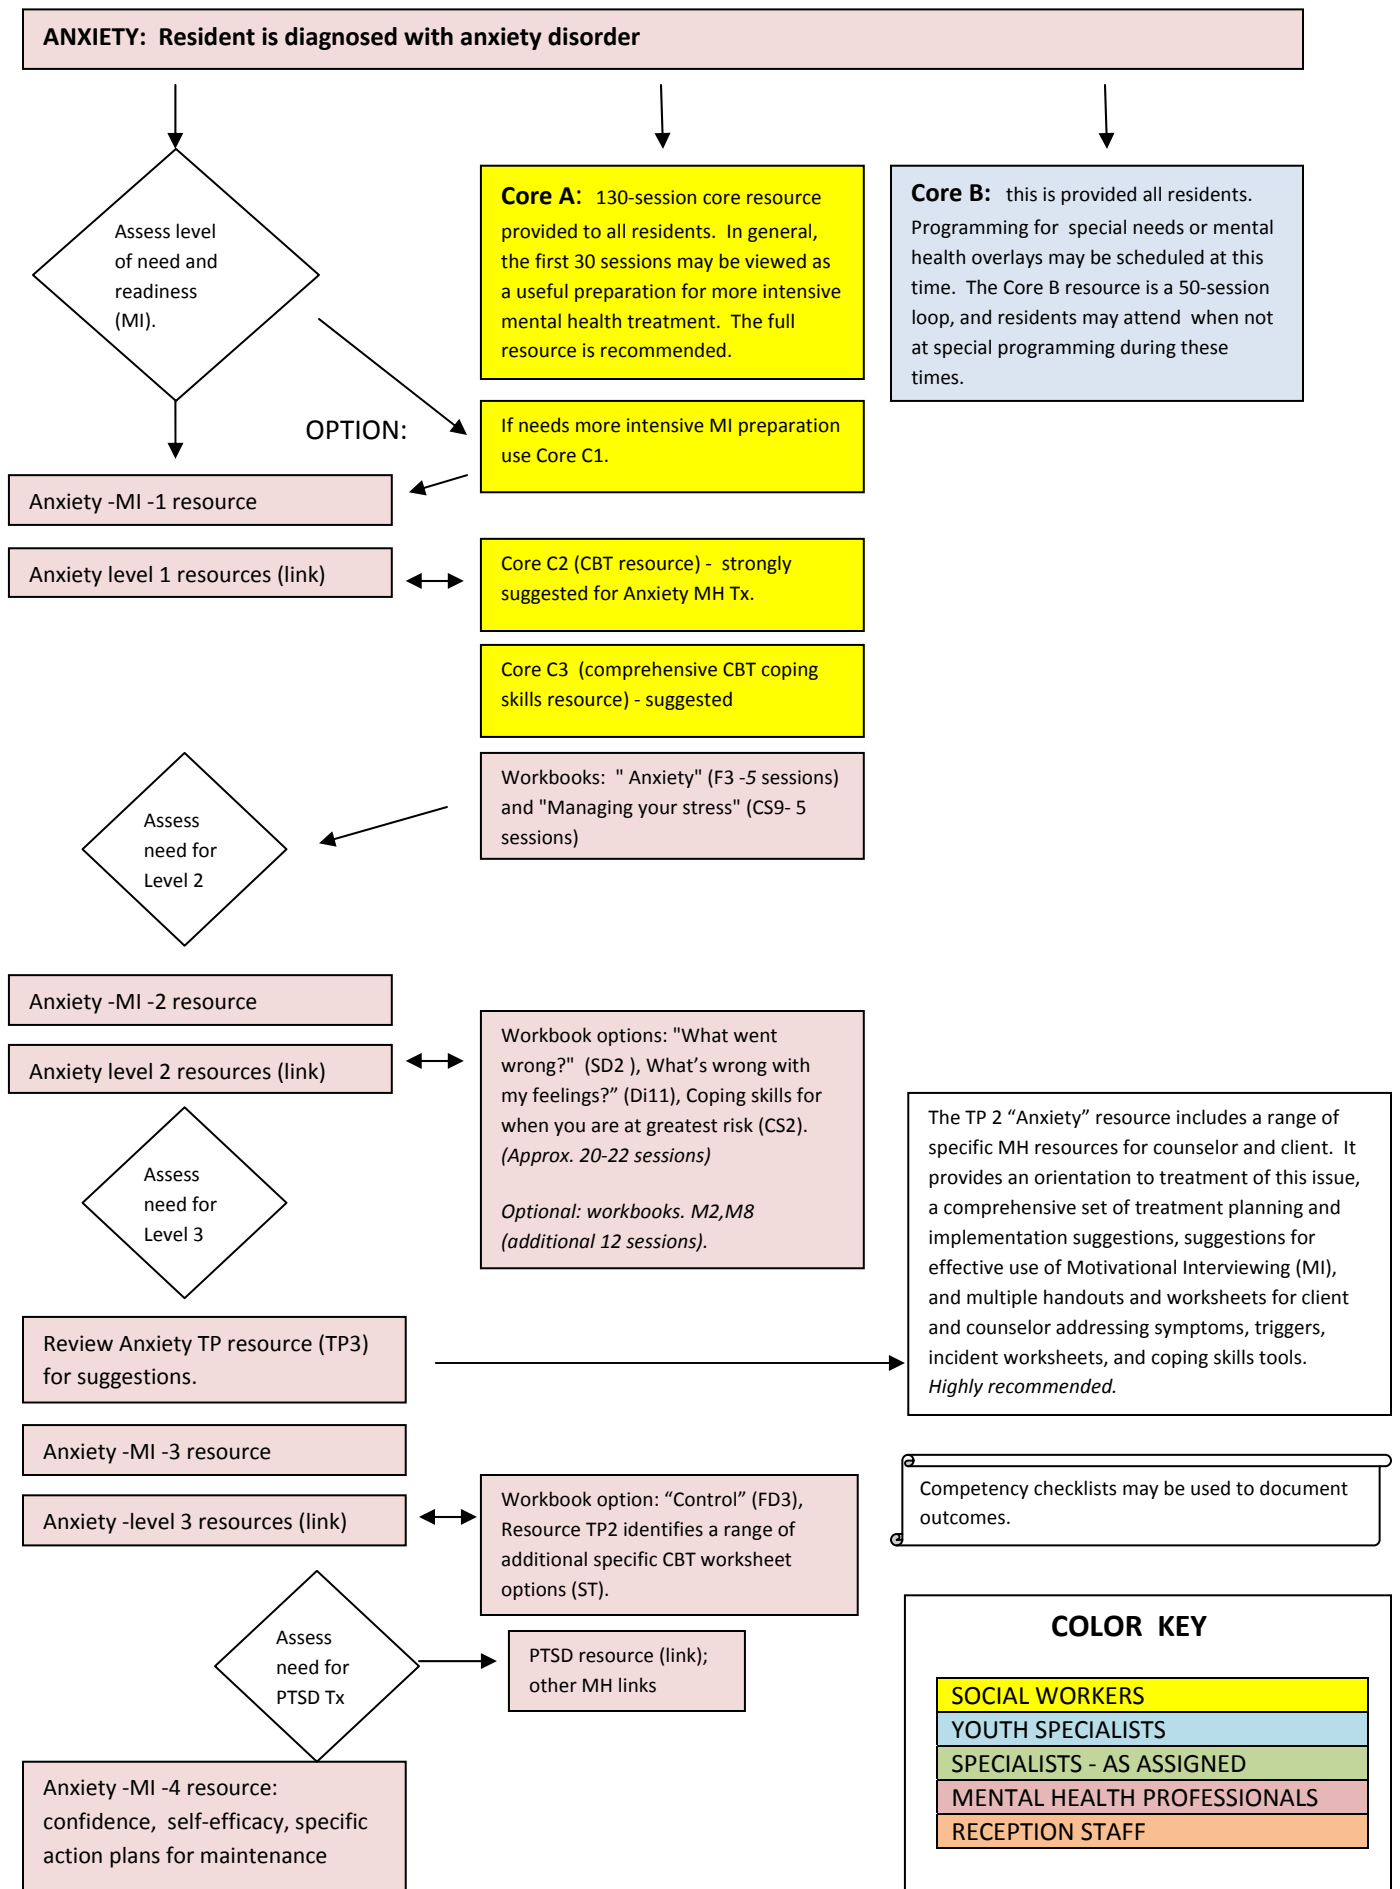 ANXIETY: Resident is diagnosed with anxiety disorder
Assess level
of need and
readiness
(MI).
Core A: 130-session core resource
provided to all residents. In general,
the first 30 sessions may be viewed as
a useful preparation for more intensive
mental health treatment. The full
resource is recommended.
Core B: this is provided all residents.
Programming for special needs or mental
health overlays may be scheduled at this
time. The Core B resource is a 50-session
loop, and residents may attend when not
at special programming during these
times.
OPTION:
If needs more intensive MI preparation
use Core C1.
Anxiety -MI -1 resource
Anxiety level 1 resources (link)
Core C2 (CBT resource) - strongly
suggested for Anxiety MH Tx.
Core C3 (comprehensive CBT coping
skills resource) - suggested
Workbooks: " Anxiety" (F3 -5 sessions)
and "Managing your stress" (CS9- 5
sessions)
Assess
need for
Level 2
Anxiety -MI -2 resource
Anxiety level 2 resources (link)
Workbook options: "What went
wrong?" (SD2 ), What’s wrong with
my feelings?” (Di11), Coping skills for
when you are at greatest risk (CS2).
(Approx. 20-22 sessions)
Optional: workbooks. M2,M8
(additional 12 sessions).
Assess
need for
Level 3
The TP 2 “Anxiety” resource includes a range of
specific MH resources for counselor and client. It
provides an orientation to treatment of this issue,
a comprehensive set of treatment planning and
implementation suggestions, suggestions for
effective use of Motivational Interviewing (MI),
and multiple handouts and worksheets for client
and counselor addressing symptoms, triggers,
incident worksheets, and coping skills tools.
Highly recommended.
Review Anxiety TP resource (TP3)
for suggestions.
Anxiety -MI -3 resource
Anxiety -level 3 resources (link)
Workbook option: “Control” (FD3),
Resource TP2 identifies a range of
additional specific CBT worksheet
options (ST).
Competency checklists may be used to document
outcomes.
Assess
need for
PTSD Tx
PTSD resource (link);
other MH links
Anxiety -MI -4 resource:
confidence, self-efficacy, specific
action plans for maintenance
COLOR KEY
SOCIAL WORKERS
YOUTH SPECIALISTS
SPECIALISTS - AS ASSIGNED
MENTAL HEALTH PROFESSIONALS
RECEPTION STAFF